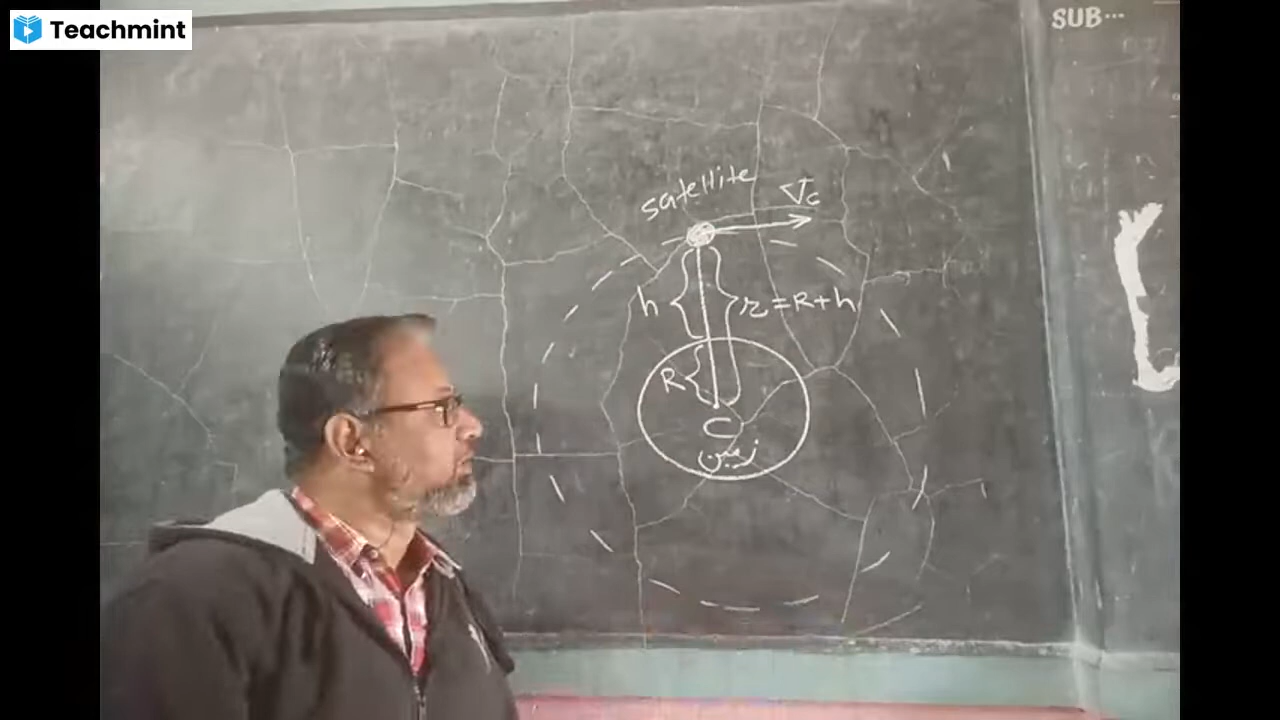 Teachmint
SUB...
satellite
Vc
h
r=R+h
R
C
زمین